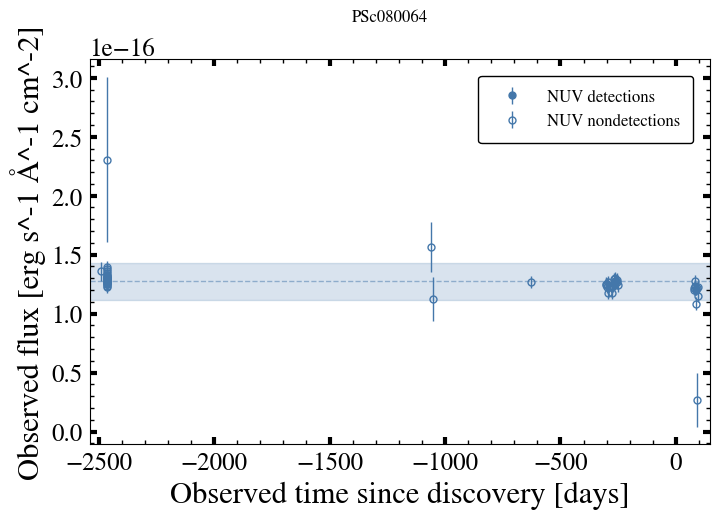 PSc080064
1e−16
Observed flux [erg s^-1 Å^-1 cm^-2]
3.0
2.5
2.0
1.5
1.0
0.5
0.0
NUV detections
NUV nondetections
−2500 −2000 −1500 −1000 −500 0
Observed time since discovery [days]